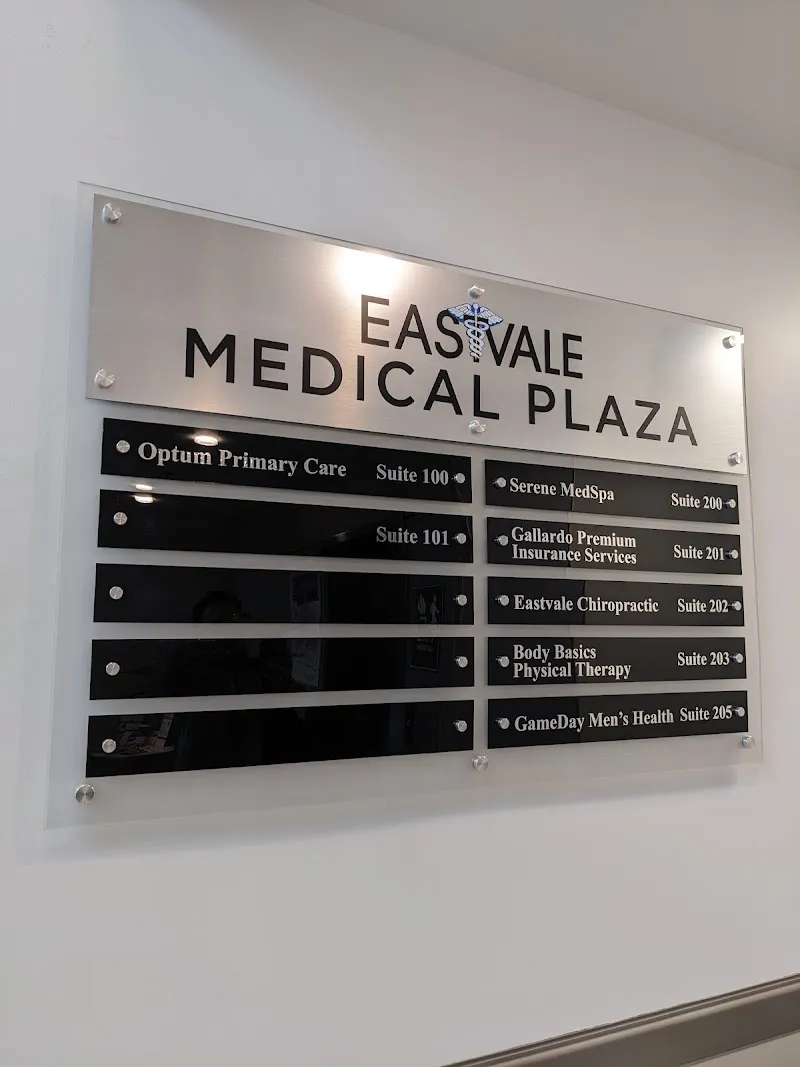 EASTVALE
MEDICAL PLAZA
Optum Primary Care Suite 100
Suite 101
Serene MedSpa Suite 200
Gallardo Premium
Insurance Services Suite 201
Eastvale Chiropractic Suite 202
Body Basics
Physical Therapy Suite 203
GameDay Men's Health Suite 205